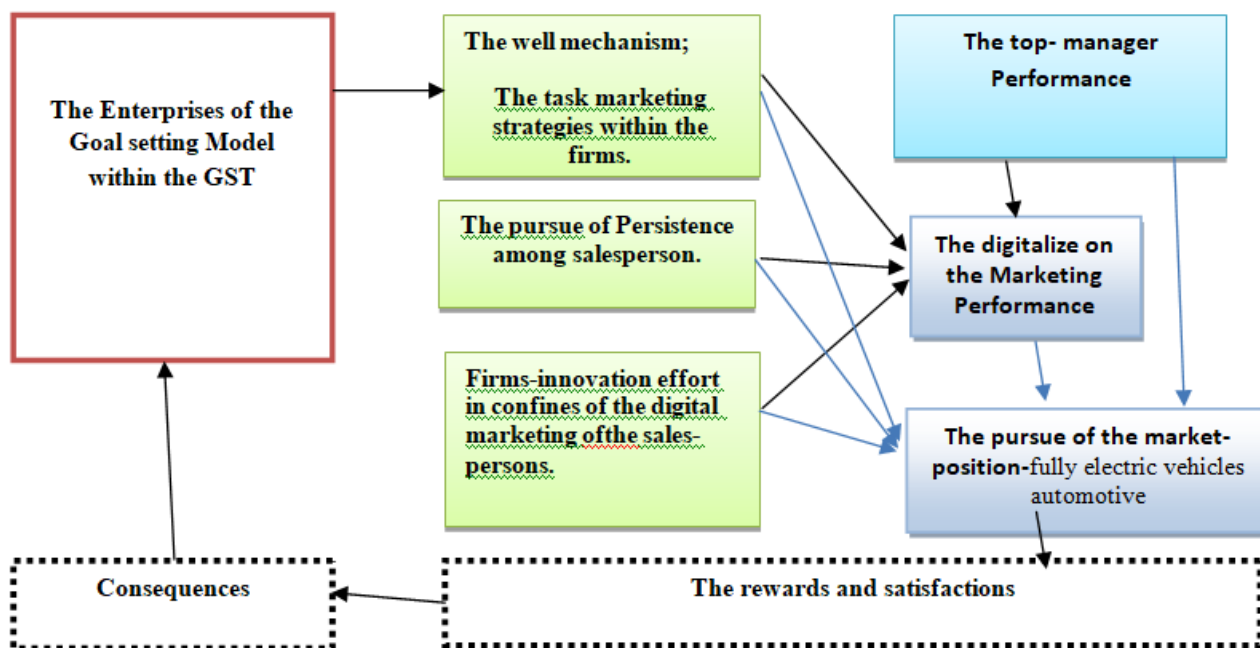 The Enterprises of the
Goal setting Model
within the GST
The well mechanism;
The task marketing
strategies within the
firms.
The pursue of Persistence
among salesperson.
Firms-innovation effort
in confines of the digital
marketing ofthe sales-
persons.
The top- manager
Performance
The digitalize on
the Marketing
Performance
The pursue of the market-
position-fully electric vehicles
automotive
Consequences
The rewards and satisfactions